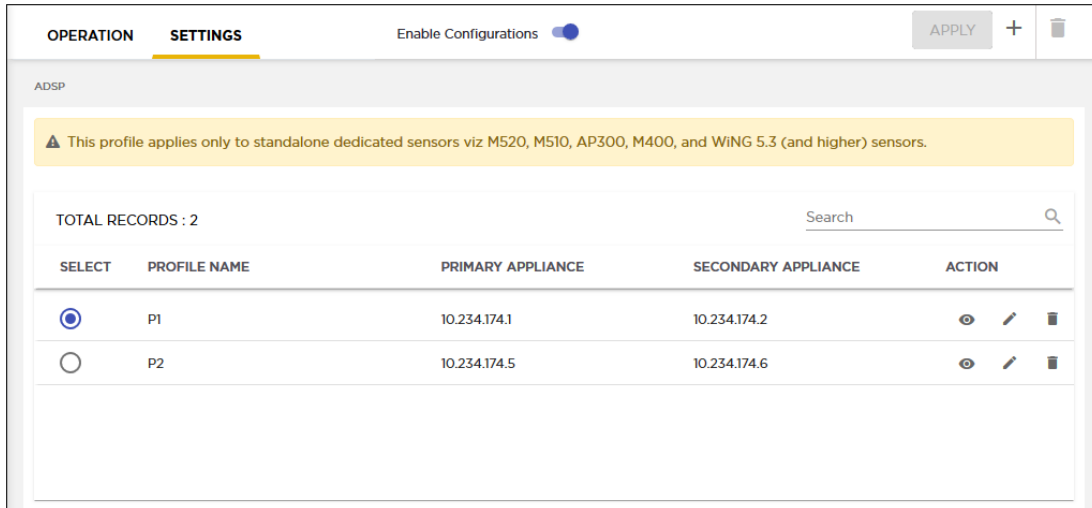 OPERATION SETTINGS Enable Configurations APPLY +
ADSP
This profile applies only to standalone dedicated sensors viz M520, M510, AP300, M400, and WiNG 5.3 (and higher) sensors.
TOTAL RECORDS : 2 Search
SELECT PROFILE NAME PRIMARY APPLIANCE SECONDARY APPLIANCE ACTION
P1 10.234.174.1 10.234.174.2
P2 10.234.174.5 10.234.174.6